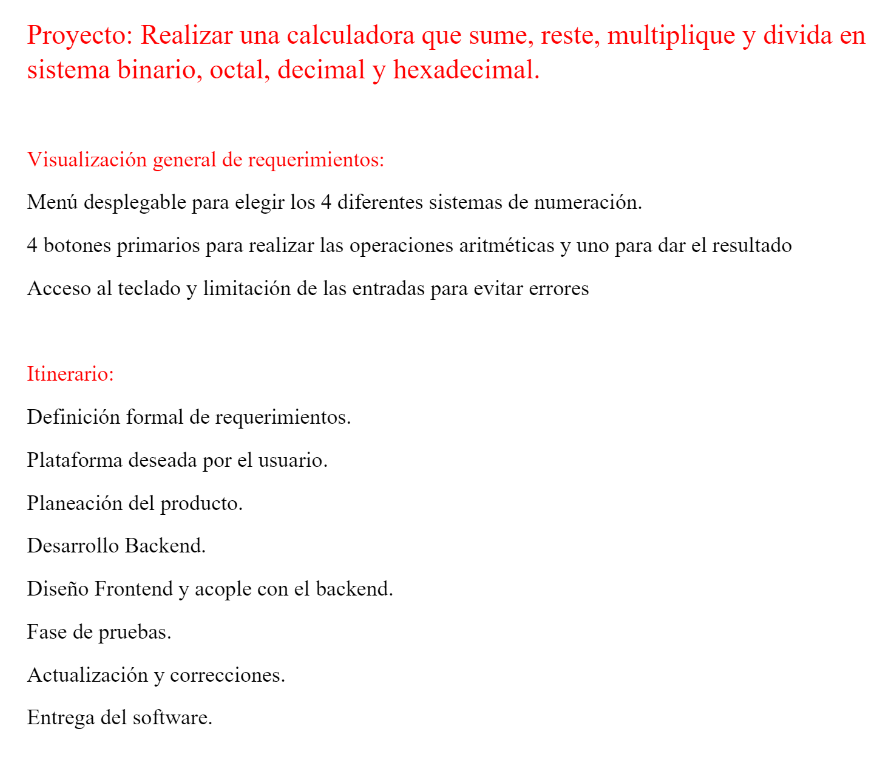 Proyecto: Realizar una calculadora que sume, reste, multiplique y divida en
sistema binario, octal, decimal y hexadecimal.
Visualización general de requerimientos:
Menú desplegable para elegir los 4 diferentes sistemas de numeración.
4 botones primarios para realizar las operaciones aritméticas y uno para dar el resultado
Acceso al teclado y limitación de las entradas para evitar errores
Itinerario:
Definición formal de requerimientos.
Plataforma deseada por el usuario.
Planeación del producto.
Desarrollo Backend.
Diseño Frontend y acople con el backend.
Fase de pruebas.
Actualización y correcciones.
Entrega del software.